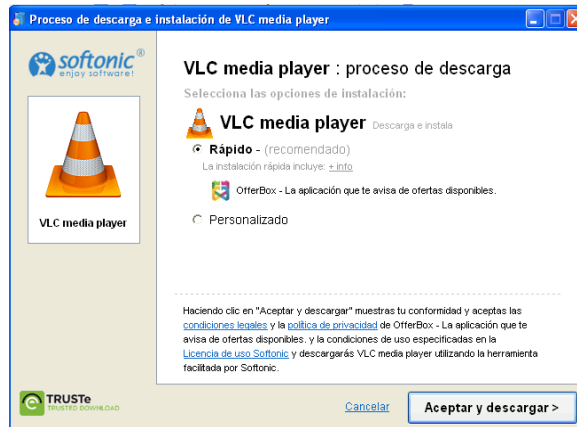 Proceso de descarga e instalación de VLC media player
softonic®
enjoy software!
VLC media player
VLC media player : proceso de descarga
Selecciona las opciones de instalación:
VLC media player Descarga e instala
Rápido - (recomendado)
La instalación rápida incluye: + info
OfferBox - La aplicación que te avisa de ofertas disponibles.
Personalizado
Haciendo clic en "Aceptar y descargar" muestras tu conformidad y aceptas las
condiciones legales y la política de privacidad de OfferBox - La aplicación que te
avisa de ofertas disponibles. y la condiciones de uso especificadas en la
Licencia de uso Softonic y descargarás VLC media player utilizando la herramienta
facilitada por Softonic.
TRUSTe
TRUSTED DOWNLOAD
Cancelar
Aceptar y descargar >